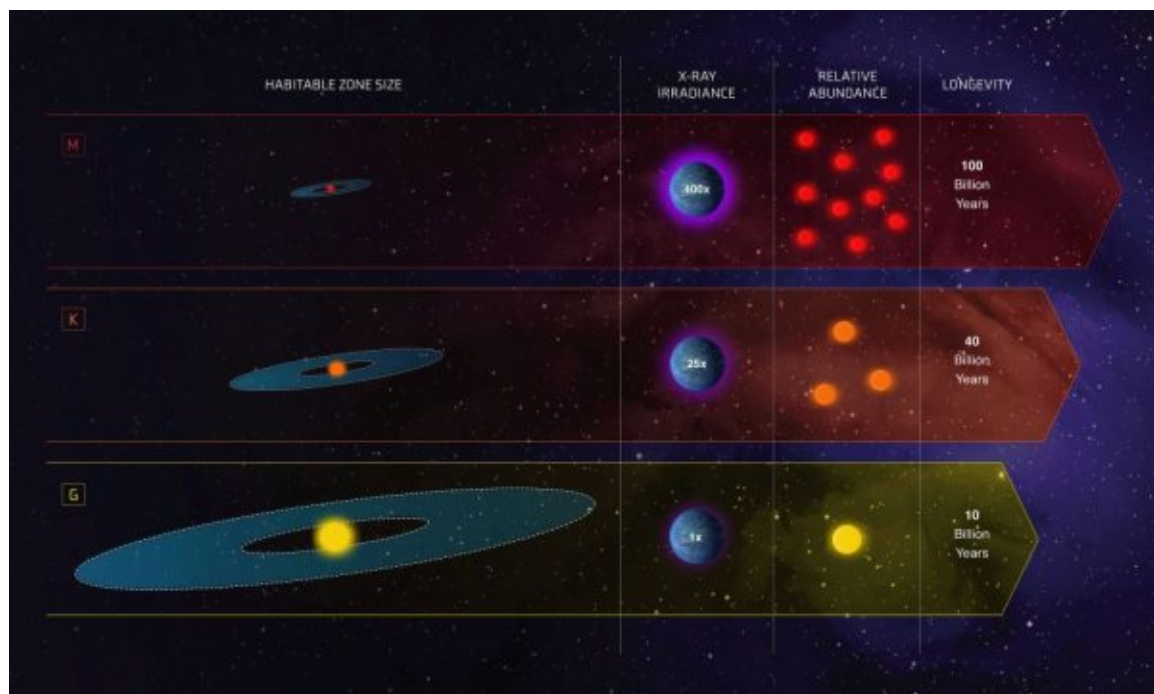 HABITABLE ZONE SIZE
X-RAY
IRRADIANCE
RELATIVE
ABUNDANCE
LONGEVITY
M
400x
100
Billion
Years
K
25x
40
Billion
Years
G
1x
10
Billion
Years